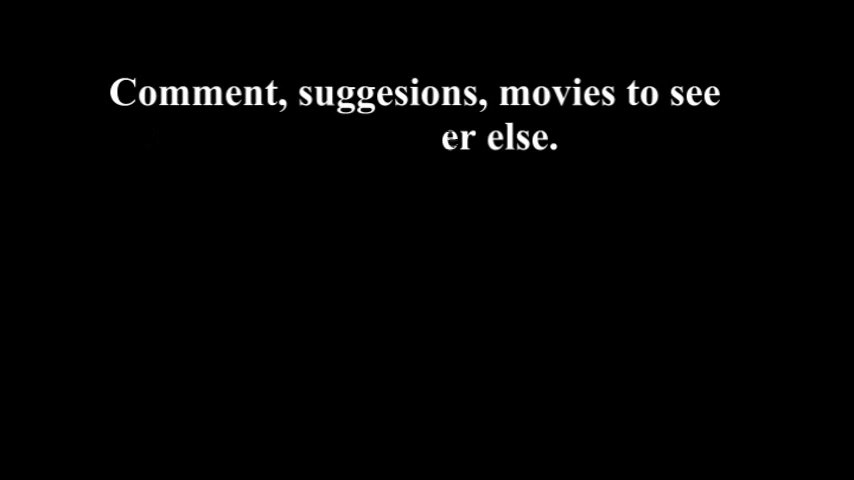 Comment, suggesions, movies to see
er else.